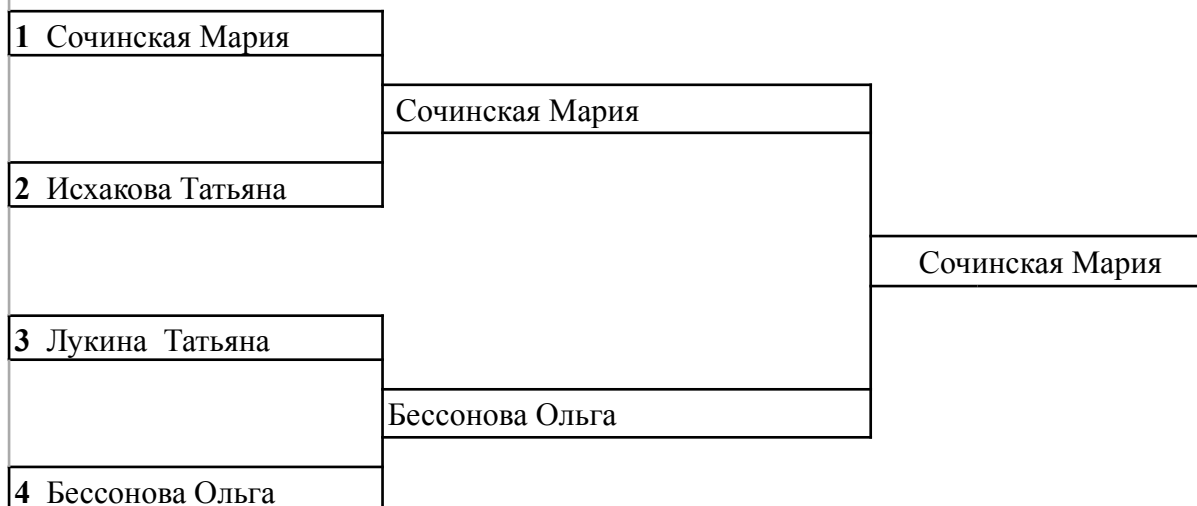 1 Сочинская Мария
Сочинская Мария
2 Исхакова Татьяна
Сочинская Мария
3 Лукина Татьяна
Бессонова Ольга
4 Бессонова Ольга